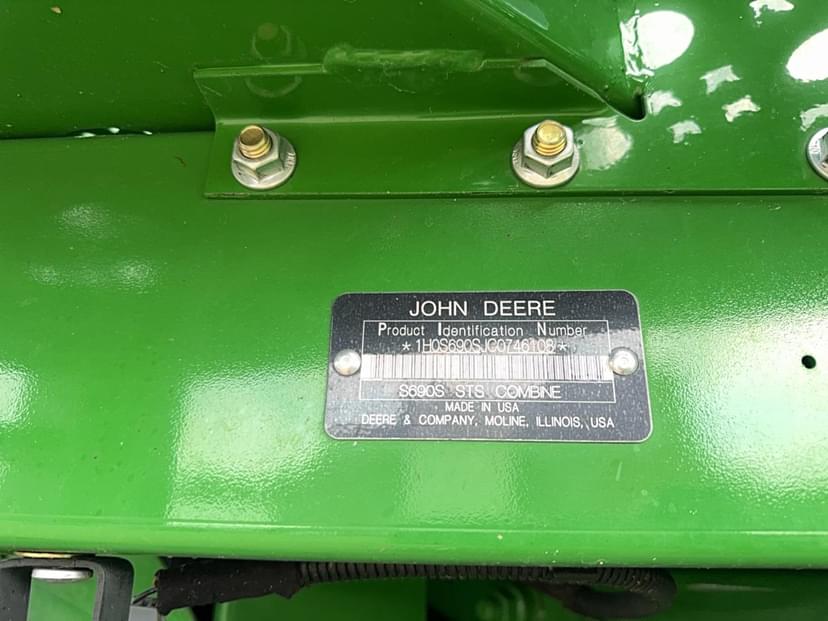 JOHN DEERE
Product Identification Number
*1H0S690SJC0746108*
S690S STS COMBINE
MADE IN USA
DEERE & COMPANY, MOLINE, ILLINOIS, USA